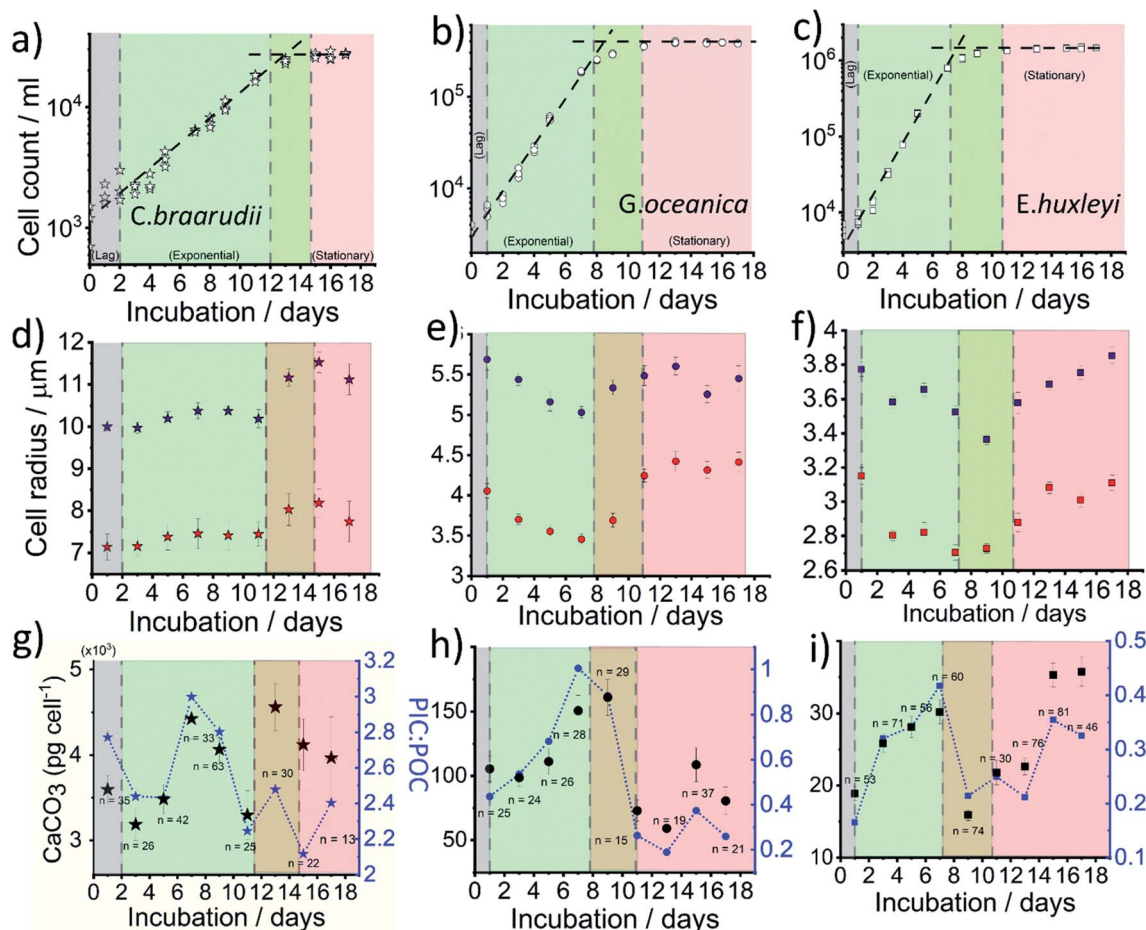 a)
Cell count / ml
10⁴
10³
C.braarudii
(Lag)
(Exponential)
(Stationary)
0 2 4 6 8 10 12 14 16 18
Incubation / days
b)
10⁵
10⁴
(Lag)
G.oceanica
(Exponential)
(Stationary)
0 2 4 6 8 10 12 14 16 18
Incubation / days
c)
10⁶
10⁵
10⁴
(Lag)
(Exponential)
(Stationary)
E.huxleyi
0 2 4 6 8 10 12 14 16 18
Incubation / days
d)
Cell radius / μm
12
11
10
9
8
7
0 2 4 6 8 10 12 14 16 18
Incubation / days
e)
5.5
5
4.5
4
3.5
3
0 2 4 6 8 10 12 14 16 18
Incubation / days
f)
4
3.8
3.6
3.4
3.2
3.0
2.8
2.6
0 2 4 6 8 10 12 14 16 18
Incubation / days
g)
(x10³)
CaCO₃ (pg cell⁻¹)
5
4
3
n = 35
n = 26
n = 42
n = 33
n = 63
n = 25
n = 30
n = 22
n = 13
3.2
3
2.8
2.6
2.4
2.2
2
0 2 4 6 8 10 12 14 16 18
Incubation / days
h)
PIC:POC
150
125
100
75
50
n = 25
n = 24
n = 26
n = 28
n = 29
n = 15
n = 19
n = 37
n = 21
1
0.8
0.6
0.4
0.2
0 2 4 6 8 10 12 14 16 18
Incubation / days
i)
40
30
20
10
n = 53
n = 71
n = 56
n = 60
n = 74
n = 30
n = 76
n = 81
n = 46
0.5
0.4
0.3
0.2
0.1
0 2 4 6 8 10 12 14 16 18
Incubation / days